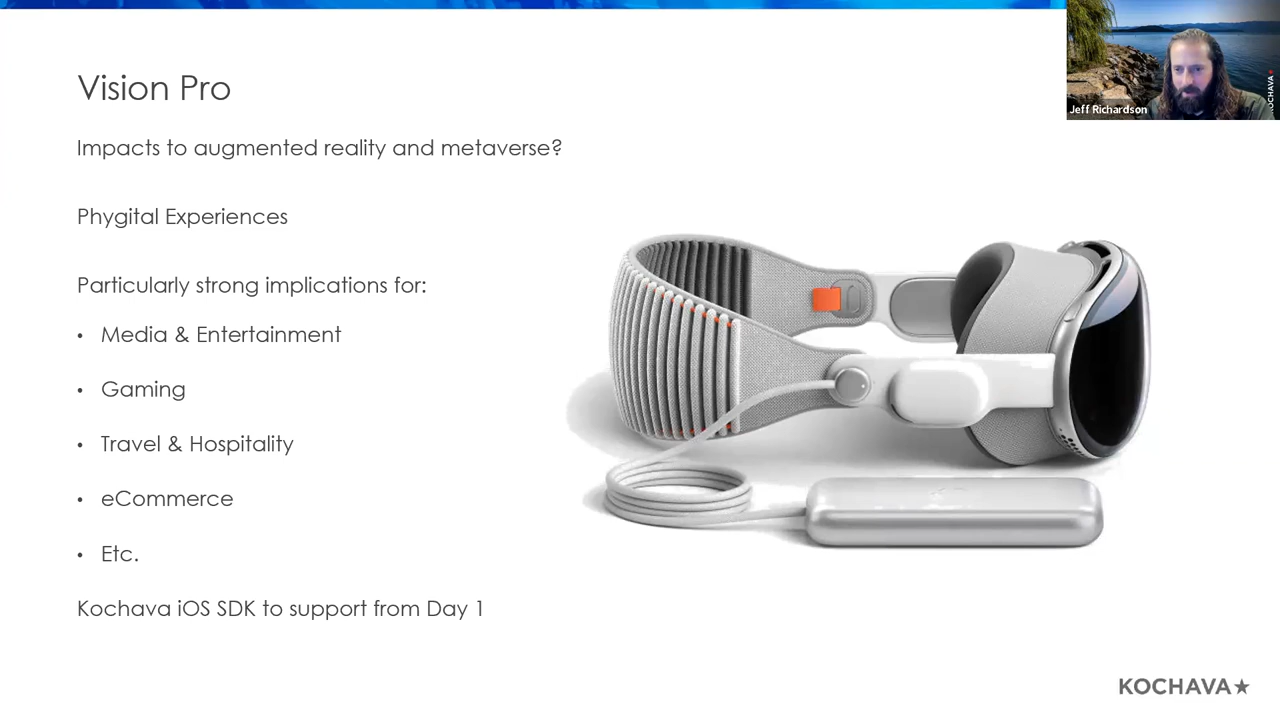 Vision Pro
Impacts to augmented reality and metaverse?
Phygital Experiences
Particularly strong implications for:
• Media & Entertainment
• Gaming
• Travel & Hospitality
• eCommerce
• Etc.
Kochava iOS SDK to support from Day 1
KOCHAVA★
Jeff Richardson
KOCHAVA★